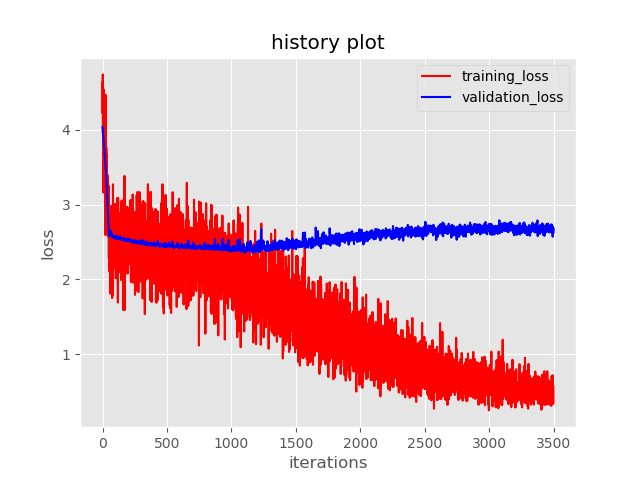 history plot
training_loss
validation_loss
loss
4
3
2
1
0 500 1000 1500 2000 2500 3000 3500
iterations